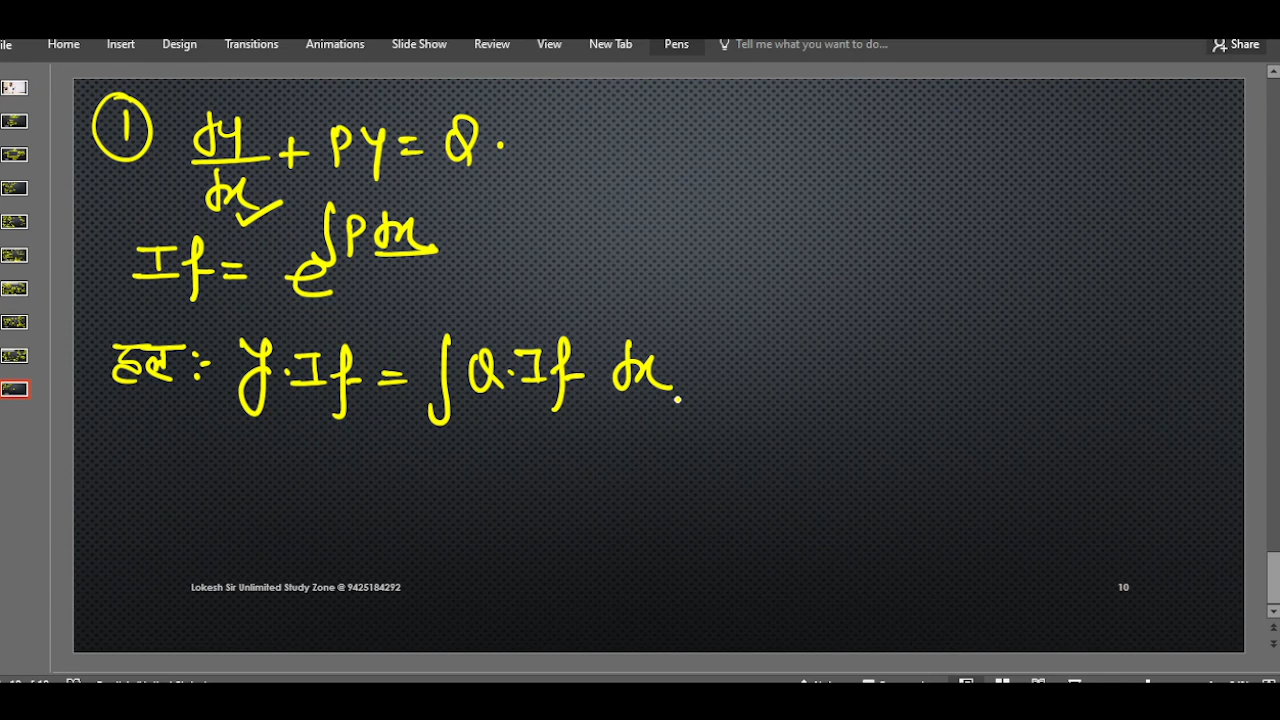 File Home Insert Design Transitions Animations Slide Show Review View New Tab Pens Tell me what you want to do... Share
① dy/dx + Py = Q.
If = e^∫P dx
हल :- y.If = ∫Q.If dx
Lokesh Sir Unlimited Study Zone @ 9425184292 10